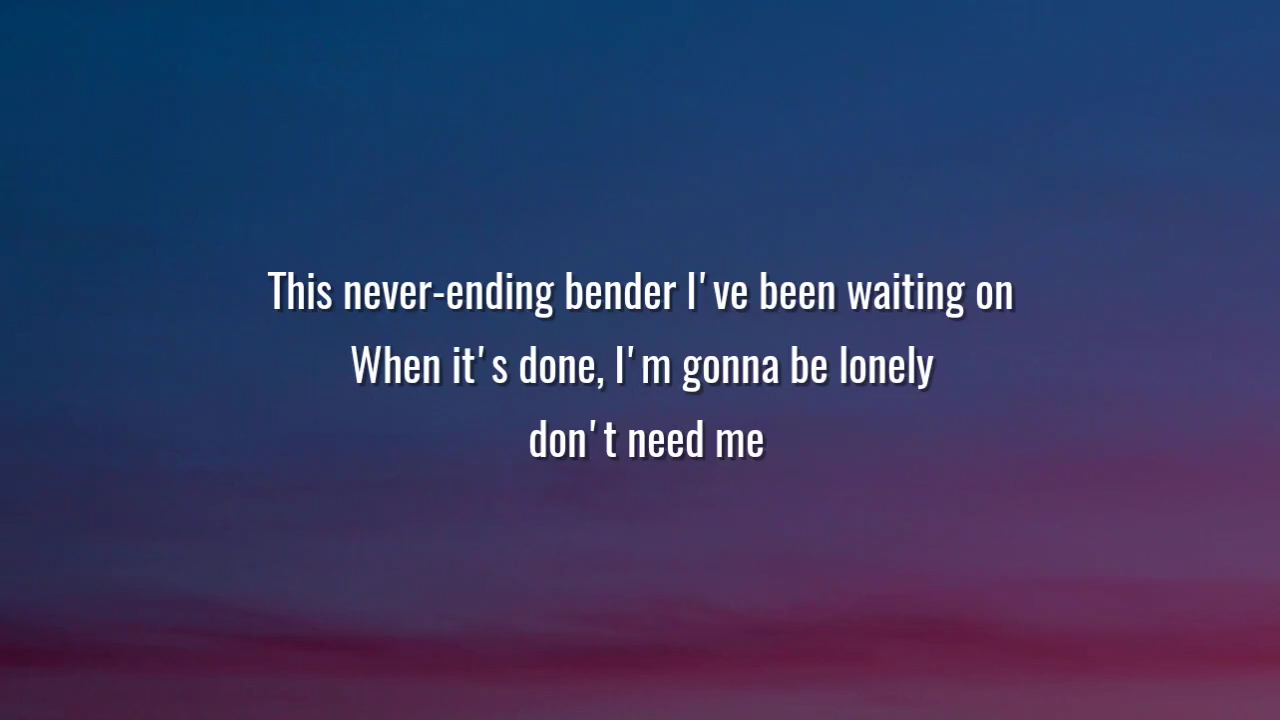 This never-ending bender I've been waiting on
When it's done, I'm gonna be lonely
don't need me